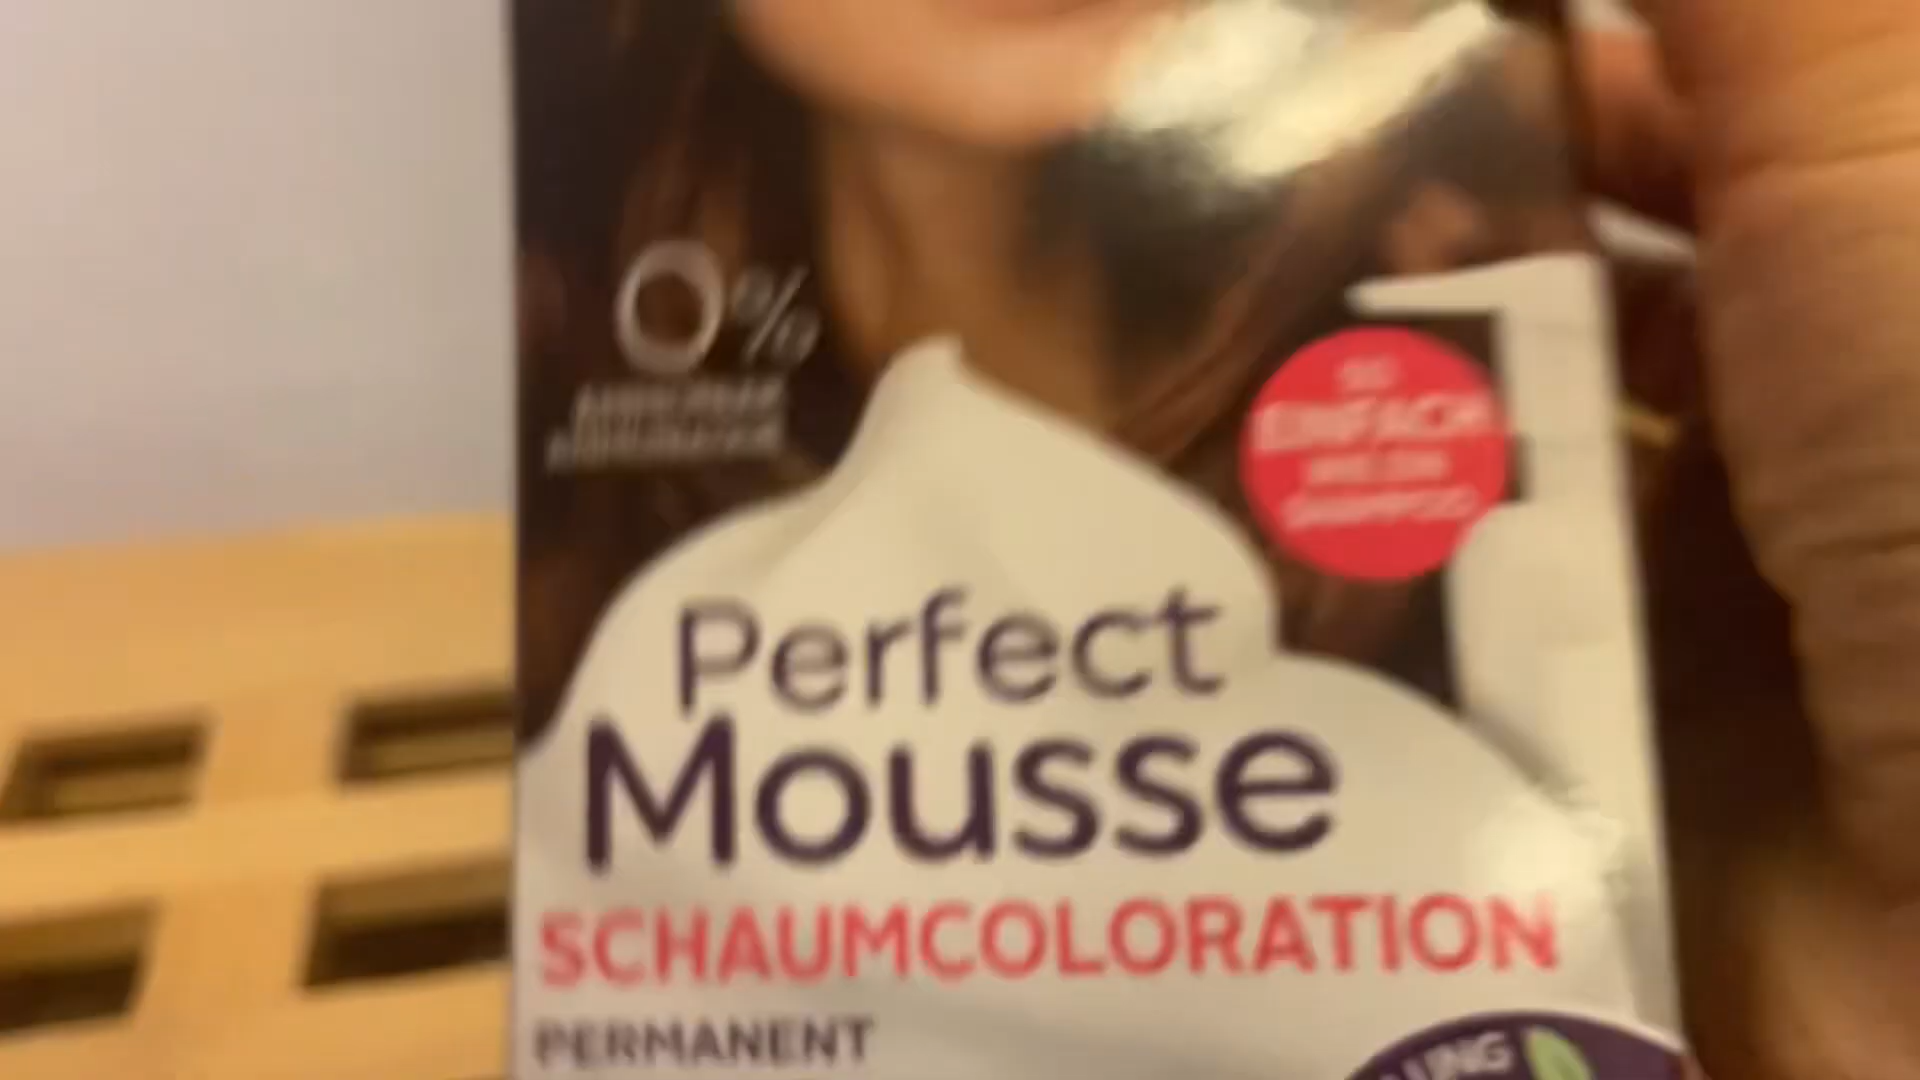 0%
SO
EINFACH
WIE EIN
SHAMPOO
Perfect
Mousse
SCHAUMCOLORATION
PERMANENT